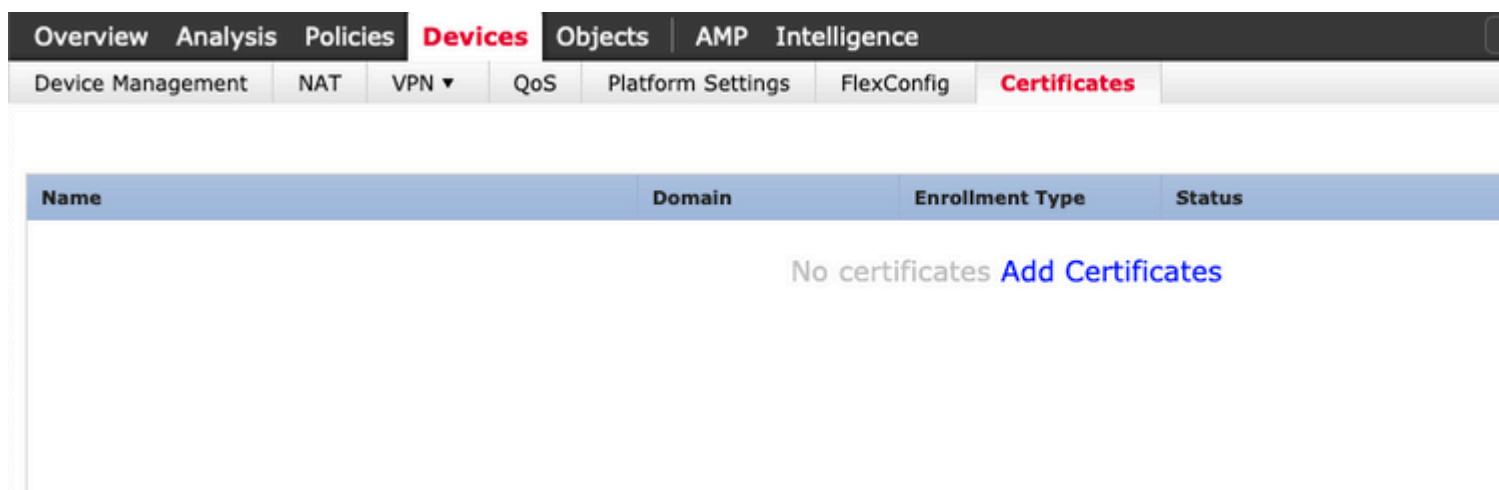 Overview Analysis Policies Devices Objects AMP Intelligence
Device Management NAT VPN ▼ QoS Platform Settings FlexConfig Certificates
Name Domain Enrollment Type Status
No certificates Add Certificates